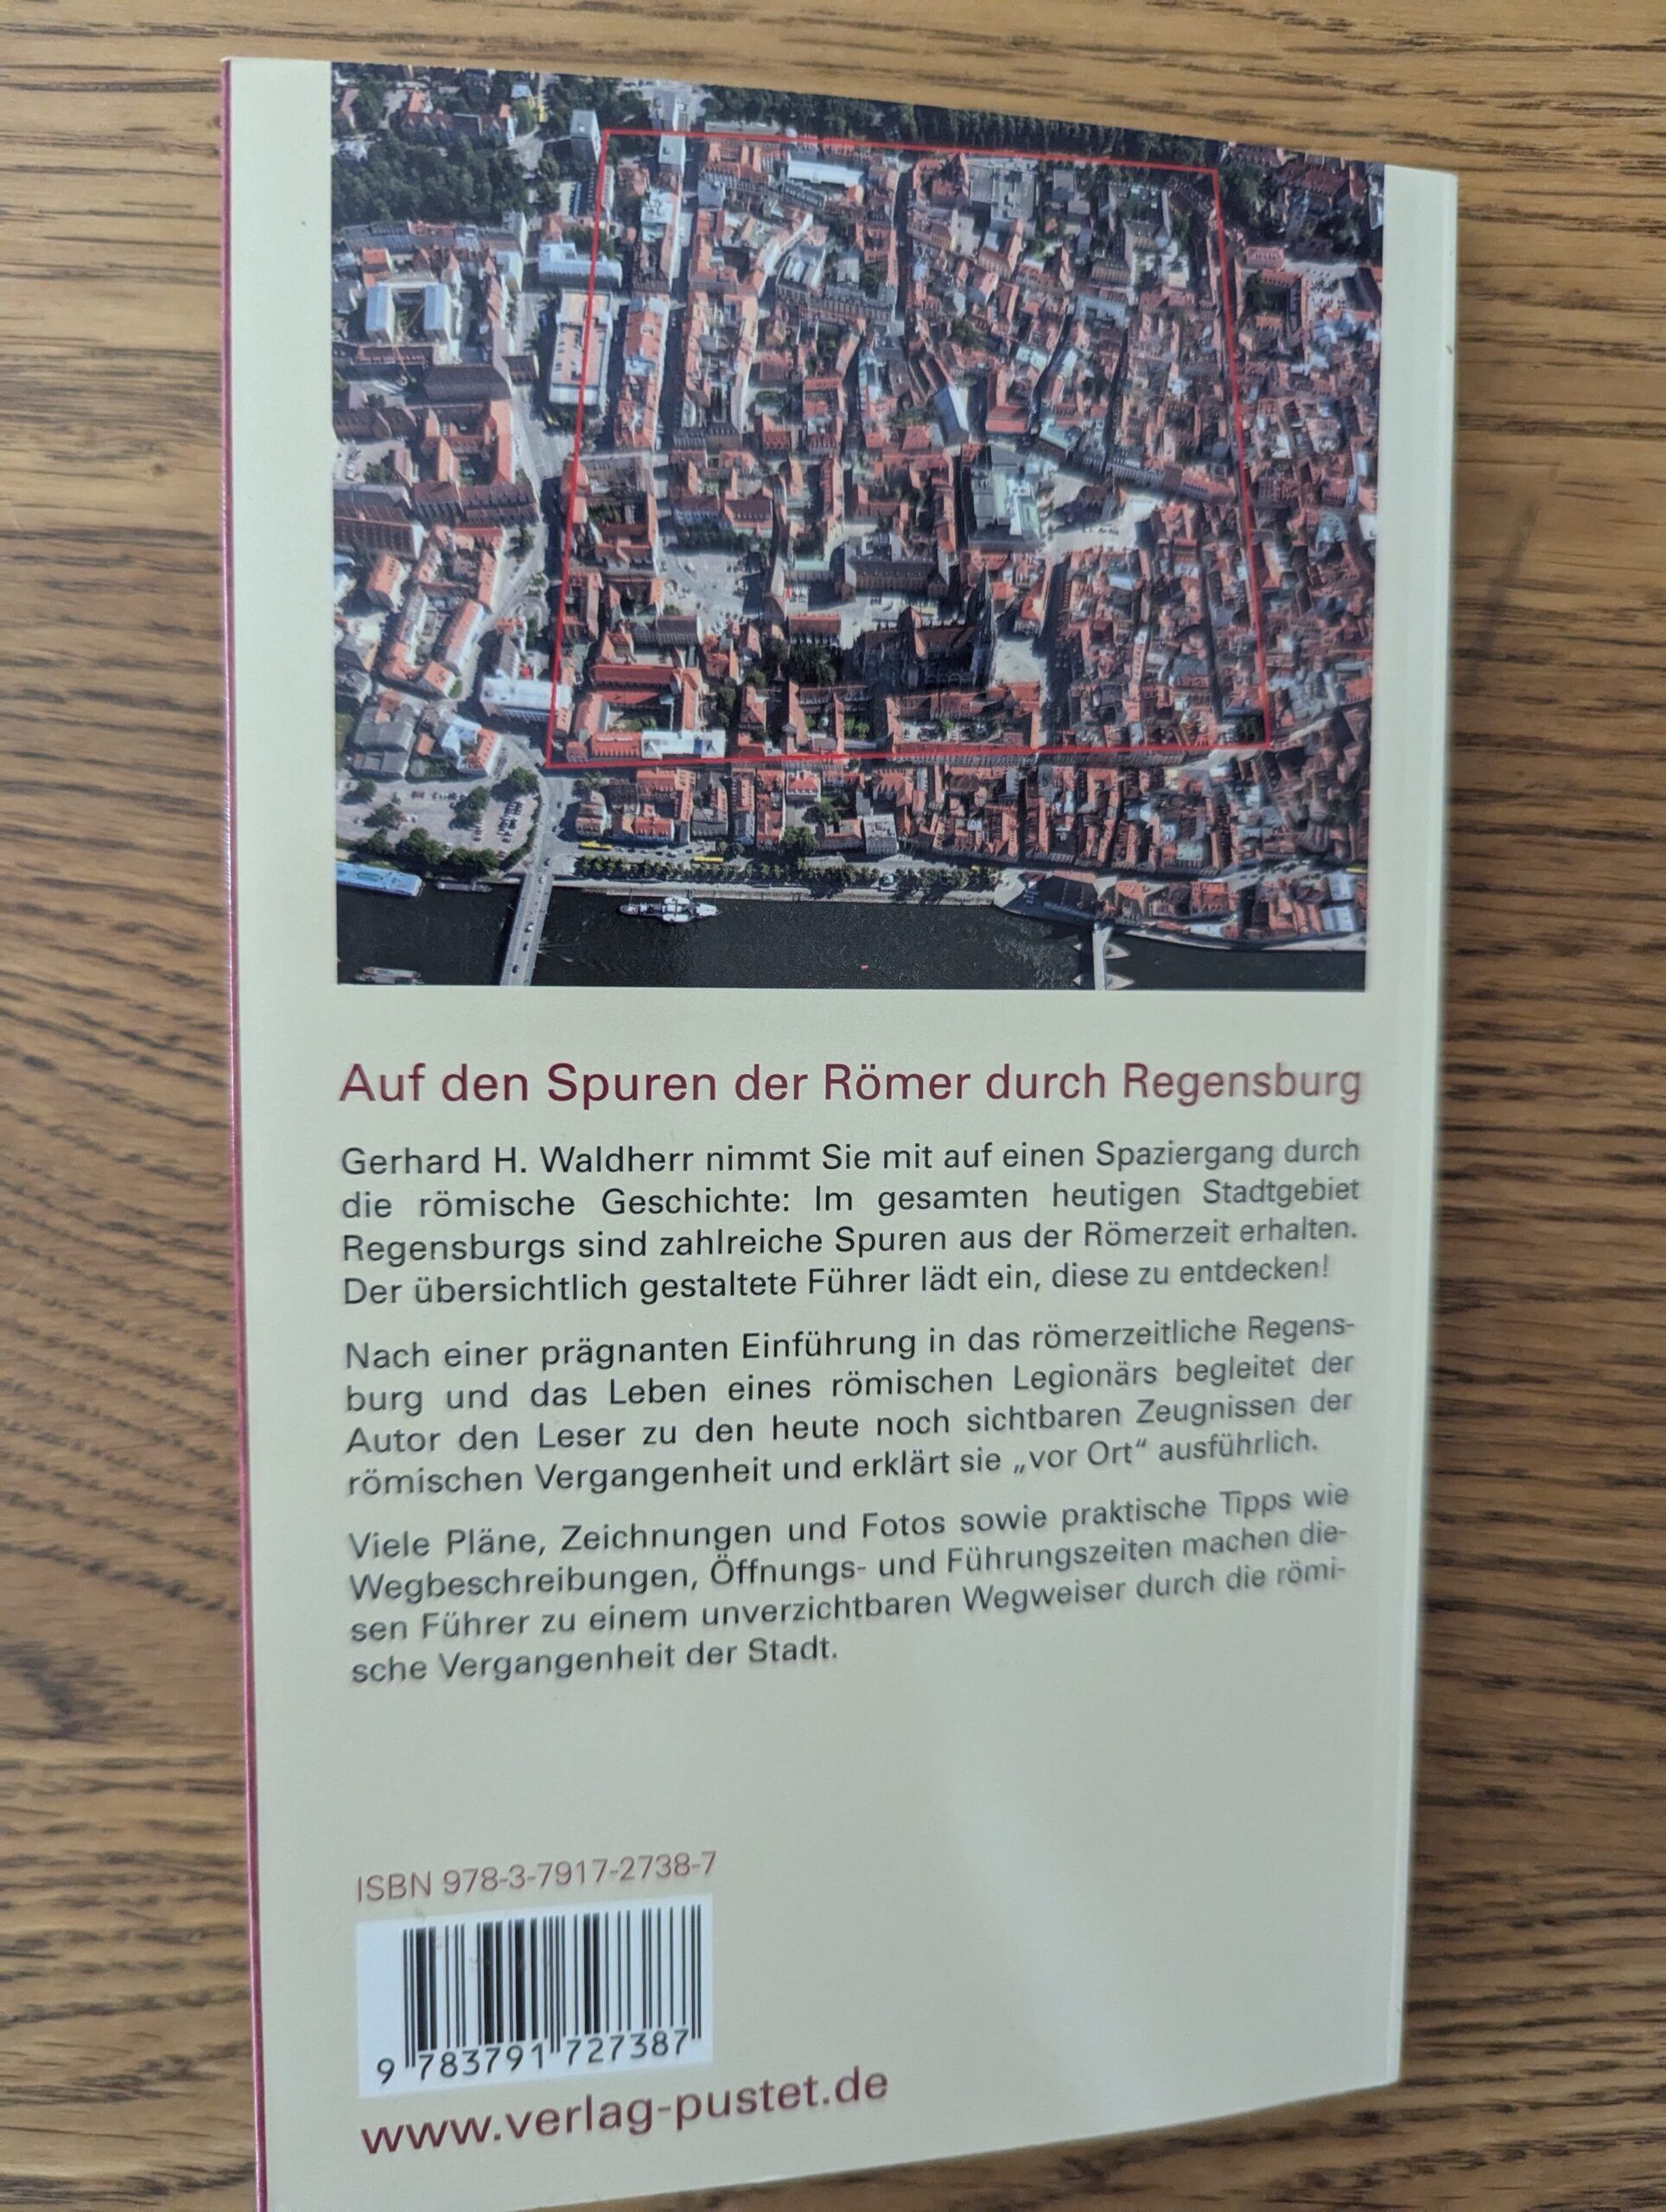 Auf den Spuren der Römer durch Regensburg
Gerhard H. Waldherr nimmt Sie mit auf einen Spaziergang durch
die römische Geschichte: Im gesamten heutigen Stadtgebiet
Regensburgs sind zahlreiche Spuren aus der Römerzeit erhalten.
Der übersichtlich gestaltete Führer lädt ein, diese zu entdecken!
Nach einer prägnanten Einführung in das römerzeitliche Regens-
burg und das Leben eines römischen Legionärs begleitet der
Autor den Leser zu den heute noch sichtbaren Zeugnissen der
römischen Vergangenheit und erklärt sie „vor Ort“ ausführlich.
Viele Pläne, Zeichnungen und Fotos sowie praktische Tipps wie
Wegbeschreibungen, Öffnungs- und Führungszeiten machen die-
sen Führer zu einem unverzichtbaren Wegweiser durch die römi-
sche Vergangenheit der Stadt.
ISBN 978-3-7917-2738-7
9 783791 727387
www.verlag-pustet.de